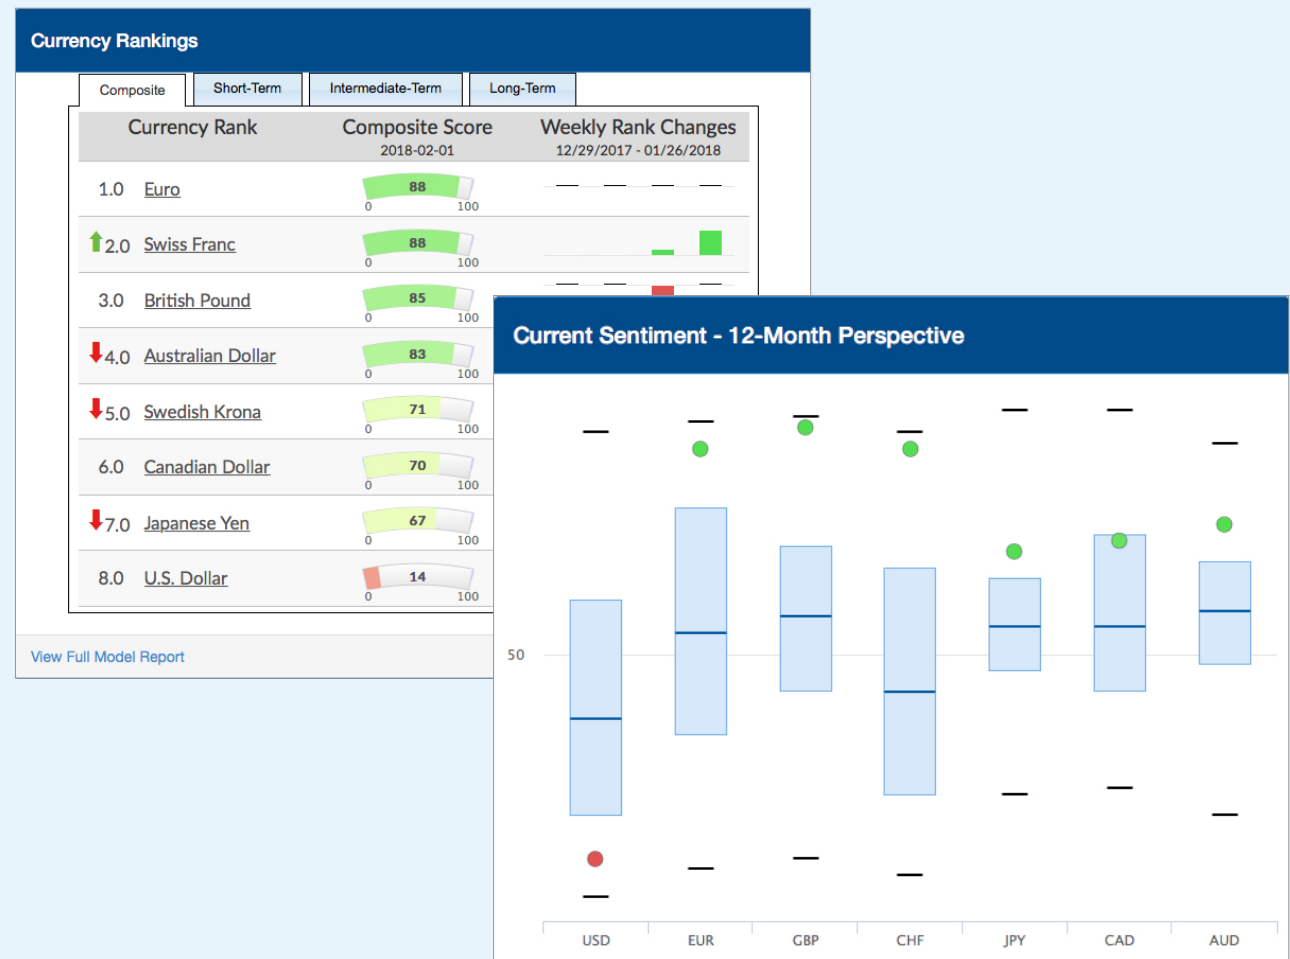 Currency Rankings
Composite
Short-Term
Intermediate-Term
Long-Term
Currency Rank
Composite Score
Weekly Rank Changes
2018-02-01
12/29/2017 - 01/26/2018
1.0 Euro
88
0 100
2.0 Swiss Franc
88
0 100
3.0 British Pound
85
0 100
4.0 Australian Dollar
83
0 100
5.0 Swedish Krona
71
0 100
6.0 Canadian Dollar
70
0 100
7.0 Japanese Yen
67
0 100
8.0 U.S. Dollar
14
0 100
View Full Model Report
Current Sentiment - 12-Month Perspective
50
USD EUR GBP CHF JPY CAD AUD